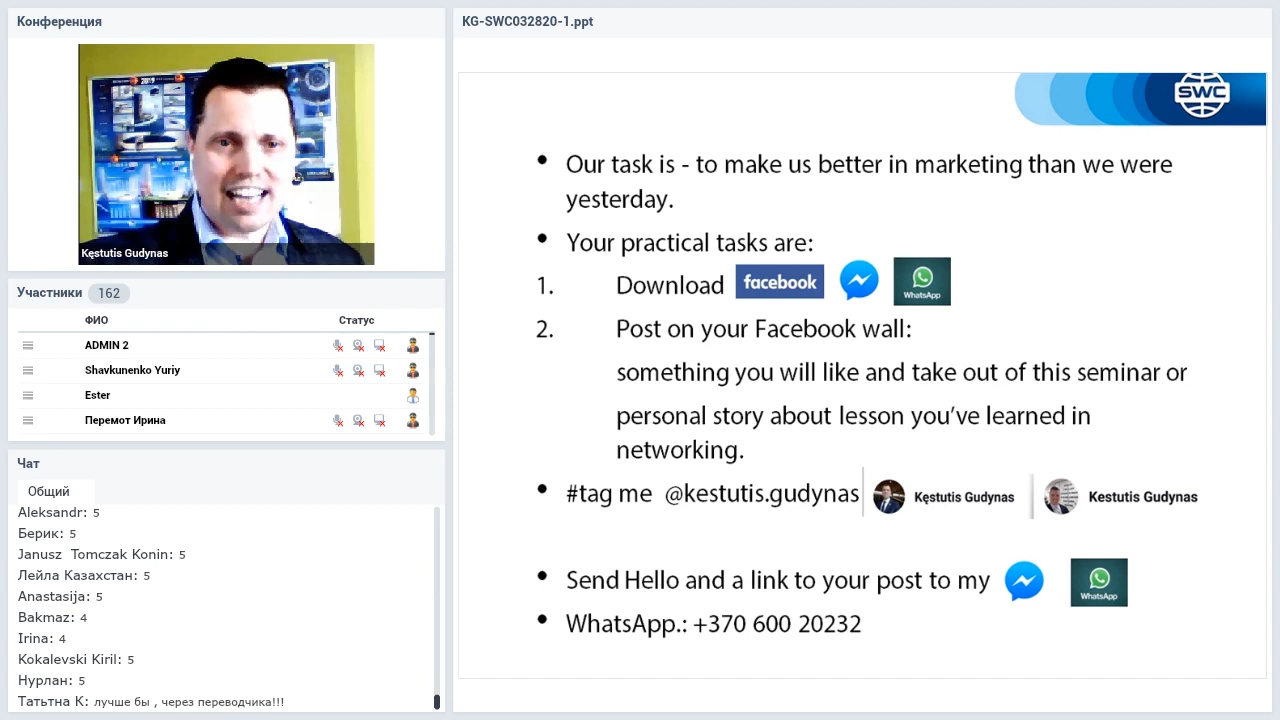 Конференция
2019
Kęstutis Gudynas
Участники 162
ФИО Статус
ADMIN 2
Shavkunenko Yuriy
Ester
Перемот Ирина
Чат
Общий
Aleksandr: 5
Берик: 5
Janusz Tomczak Konin: 5
Лейла Казахстан: 5
Anastasija: 5
Bakmaz: 4
Irina: 4
Kokalevski Kiril: 5
Нурлан: 5
Татьтна К: лучше бы , через переводчика!!!
KG-SWC032820-1.ppt
SWC
• Our task is - to make us better in marketing than we were
yesterday.
• Your practical tasks are:
1. Download facebook WhatsApp
2. Post on your Facebook wall:
something you will like and take out of this seminar or
personal story about lesson you’ve learned in
networking.
• #tag me @kestutis.gudynas Kęstutis Gudynas Kestutis Gudynas
• Send Hello and a link to your post to my WhatsApp
• WhatsApp.: +370 600 20232